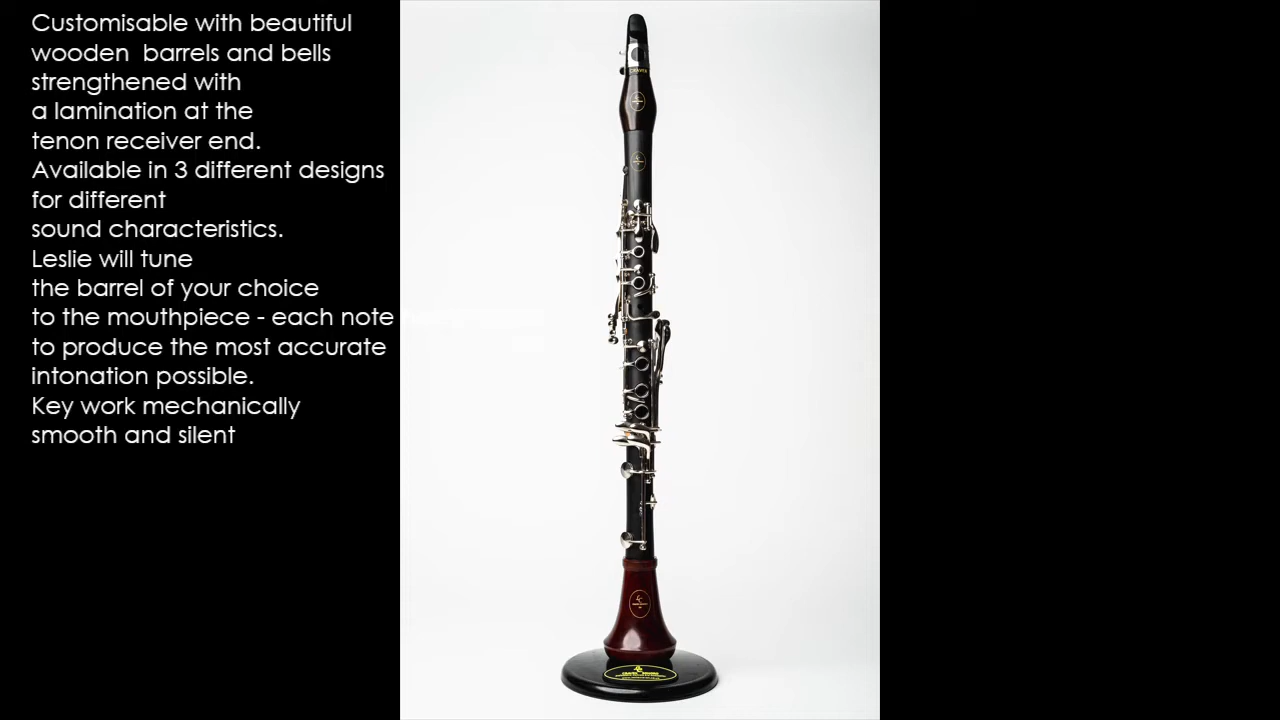 Customisable with beautiful
wooden  barrels and bells
strengthened with
a lamination at the
tenon receiver end.
Available in 3 different designs
for different
sound characteristics.
Leslie will tune
the barrel of your choice
to the mouthpiece - each note
to produce the most accurate
intonation possible.
Key work mechanically
smooth and silent